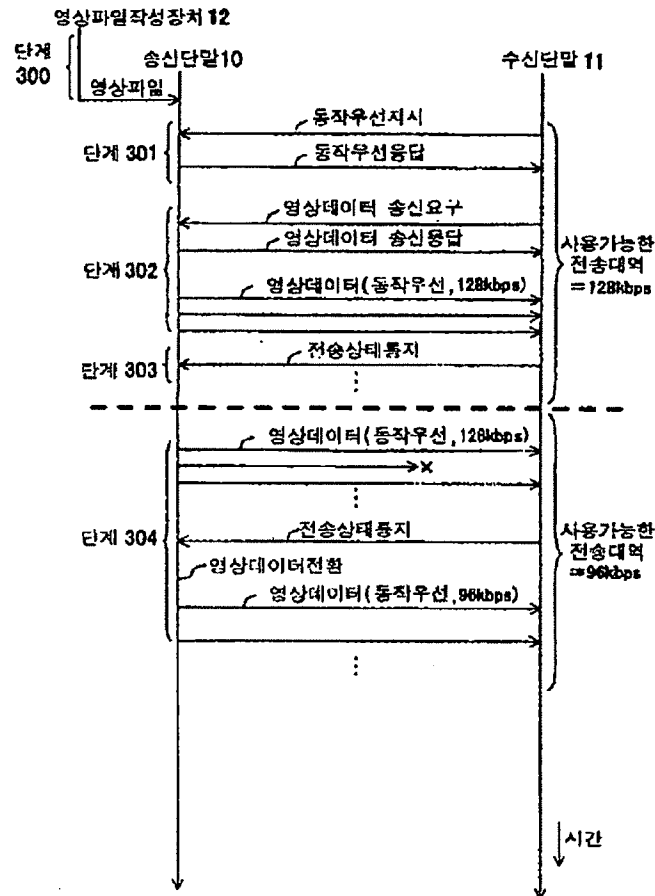 영상파일작성장치 12
단계
300
송신단말 10
수신단말 11
영상파일
동작우선지시
단계 301
동작우선응답
영상데이터 송신요구
영상데이터 송신응답
단계 302
영상데이터(동작우선,128kbps)
사용가능한
전송대역
=128kbps
단계 303
전송상태통지
영상데이터(동작우선,128kbps)
×
단계 304
전송상태통지
사용가능한
전송대역
=96kbps
영상데이터전환
영상데이터(동작우선,96kbps)
시간